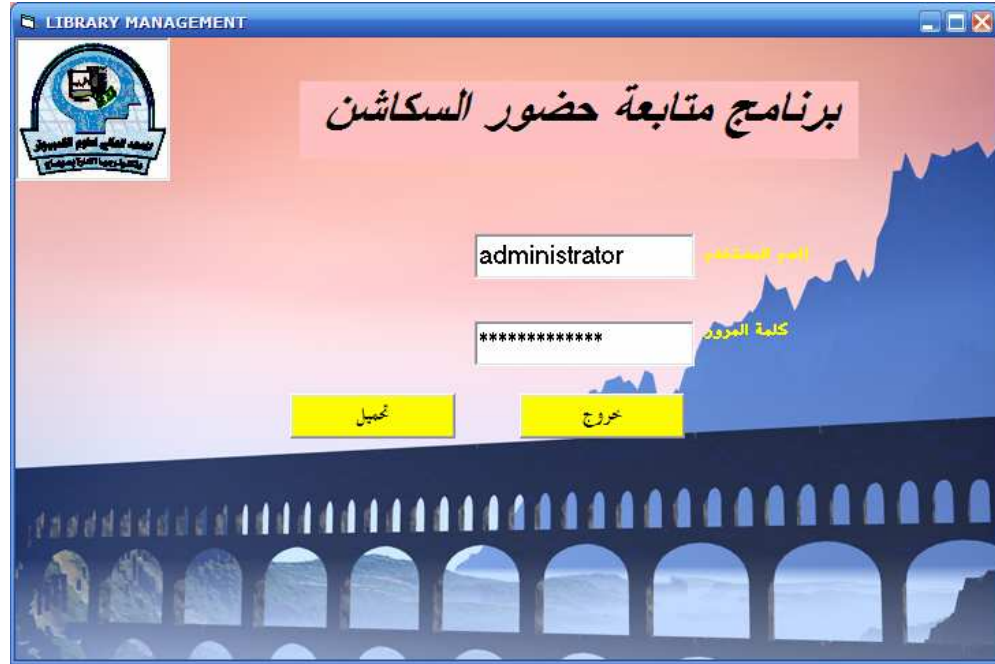 LIBRARY MANAGEMENT
برنامج متابعة حضور السكاشن
administrator
اسم المستخدم
*************
كلمة المرور
تحميل
خروج